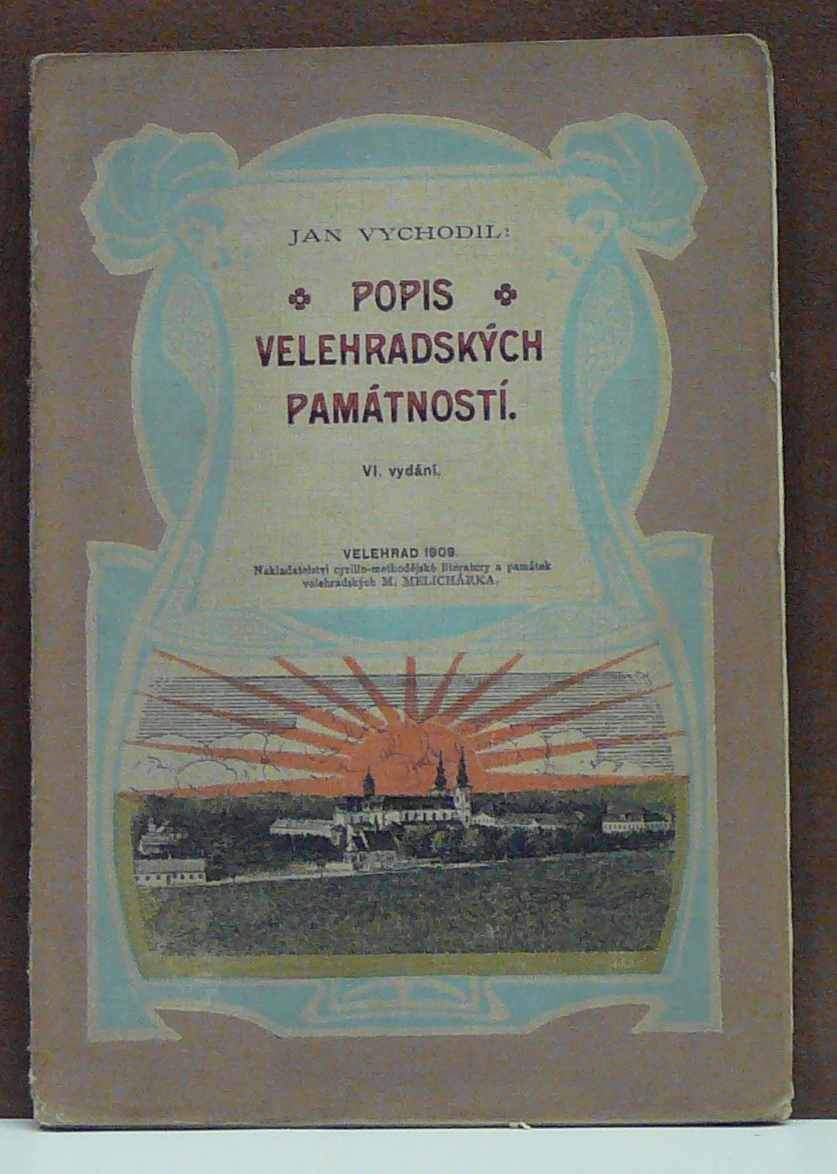 JAN VYCHODIL:
POPIS
VELEHRADSKÝCH
PAMÁTNOSTÍ.
VI. vydání.
VELEHRAD 1909.
Nakladatelství cyrillo-methodějské literatury a památek
velehradských M. MELICHÁRKA.